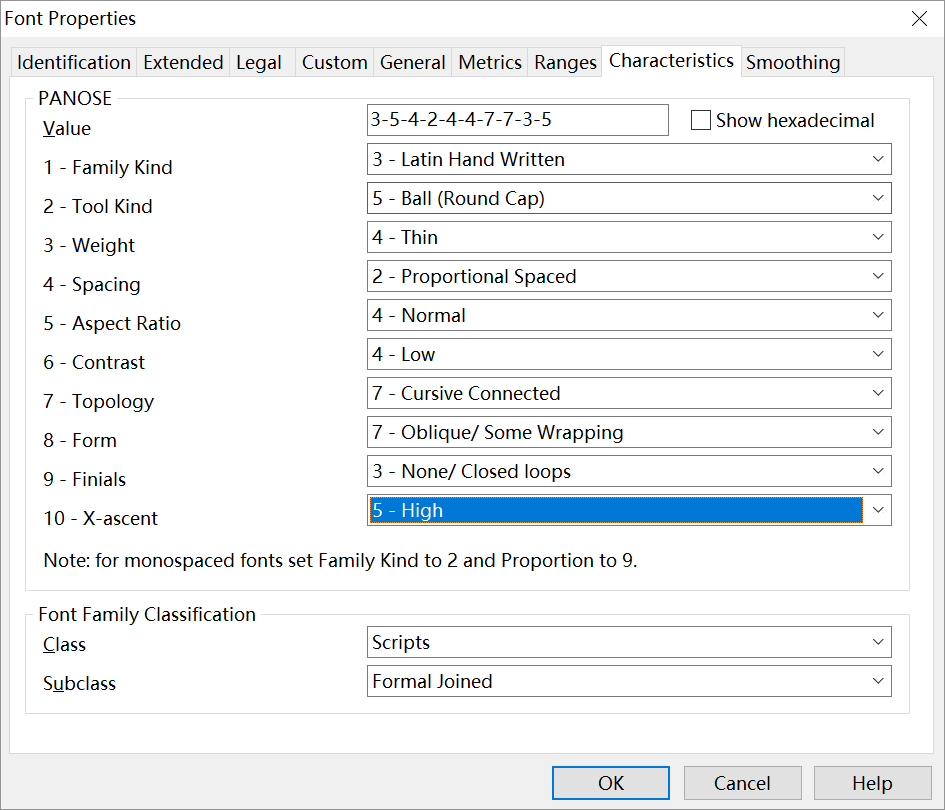 Font Properties
Identification Extended Legal Custom General Metrics Ranges Characteristics Smoothing
PANOSE
Value 3-5-4-2-4-4-7-7-3-5 Show hexadecimal
1 - Family Kind 3 - Latin Hand Written
2 - Tool Kind 5 - Ball (Round Cap)
3 - Weight 4 - Thin
4 - Spacing 2 - Proportional Spaced
5 - Aspect Ratio 4 - Normal
6 - Contrast 4 - Low
7 - Topology 7 - Cursive Connected
8 - Form 7 - Oblique/ Some Wrapping
9 - Finials 3 - None/ Closed loops
10 - X-ascent 5 - High
Note: for monospaced fonts set Family Kind to 2 and Proportion to 9.
Font Family Classification
Class Scripts
Subclass Formal Joined
OK Cancel Help